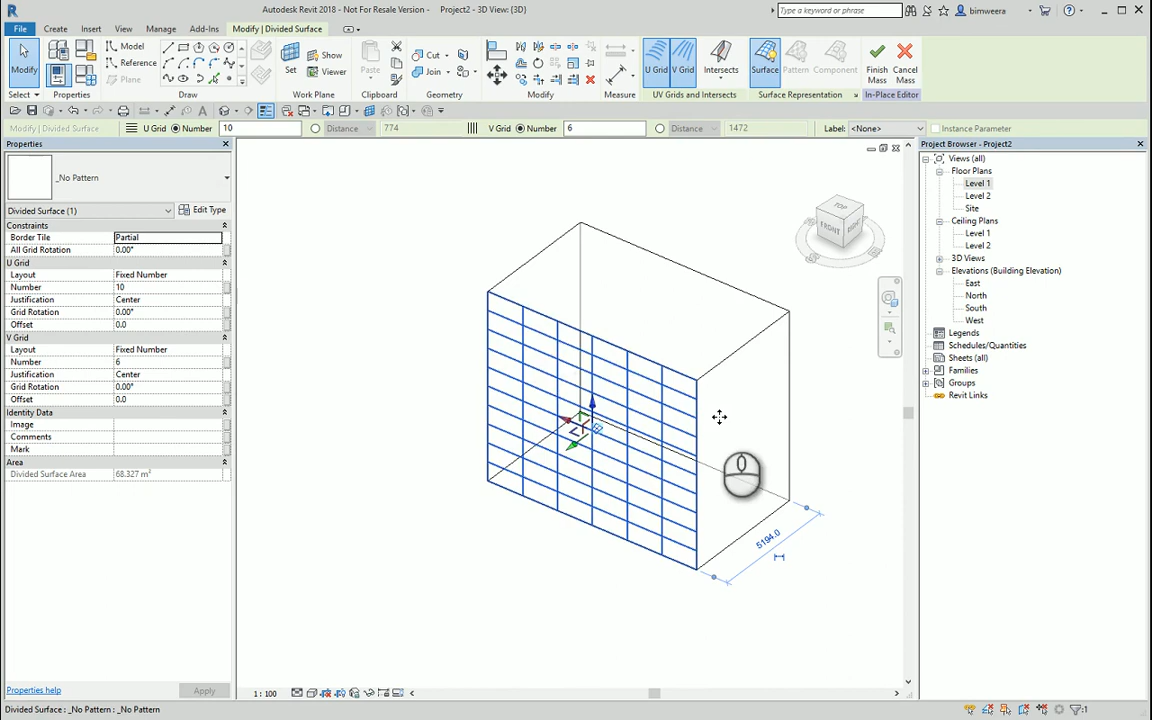 Autodesk Revit 2018 - Not For Resale Version - Project2 - 3D View: {3D}
Type a keyword or phrase
bimweera
File Create Insert View Manage Add-Ins Modify | Divided Surface
Modify
Model
Reference
Plane
Set
Show
Viewer
Paste
Cut
Join
U Grid
V Grid
Intersects
Surface
Pattern
Component
Finish Mass
Cancel Mass
Select
Properties
Draw
Work Plane
Clipboard
Geometry
Modify
Measure
UV Grids and Intersects
Surface Representation
In-Place Editor
Modify | Divided Surface
U Grid Number 10 Distance 774 V Grid Number 6 Distance 1472 Label: <None> Instance Parameter
Properties
_No Pattern
Divided Surface (1)
Edit Type
Constraints
Border Tile Partial
All Grid Rotation 0.00°
U Grid
Layout Fixed Number
Number 10
Justification Center
Grid Rotation 0.00°
Offset 0.0
V Grid
Layout Fixed Number
Number 6
Justification Center
Grid Rotation 0.00°
Offset 0.0
Identity Data
Image
Comments
Mark
Area
Divided Surface Area 68.327 m²
Properties help
Apply
TOP
FRONT
RIGHT
5194.0
1 : 100
Project Browser - Project2
Views (all)
Floor Plans
Level 1
Level 2
Site
Ceiling Plans
Level 1
Level 2
3D Views
Elevations (Building Elevation)
East
North
South
West
Legends
Schedules/Quantities
Sheets (all)
Families
Groups
Revit Links
Divided Surface : _No Pattern : _No Pattern
:1